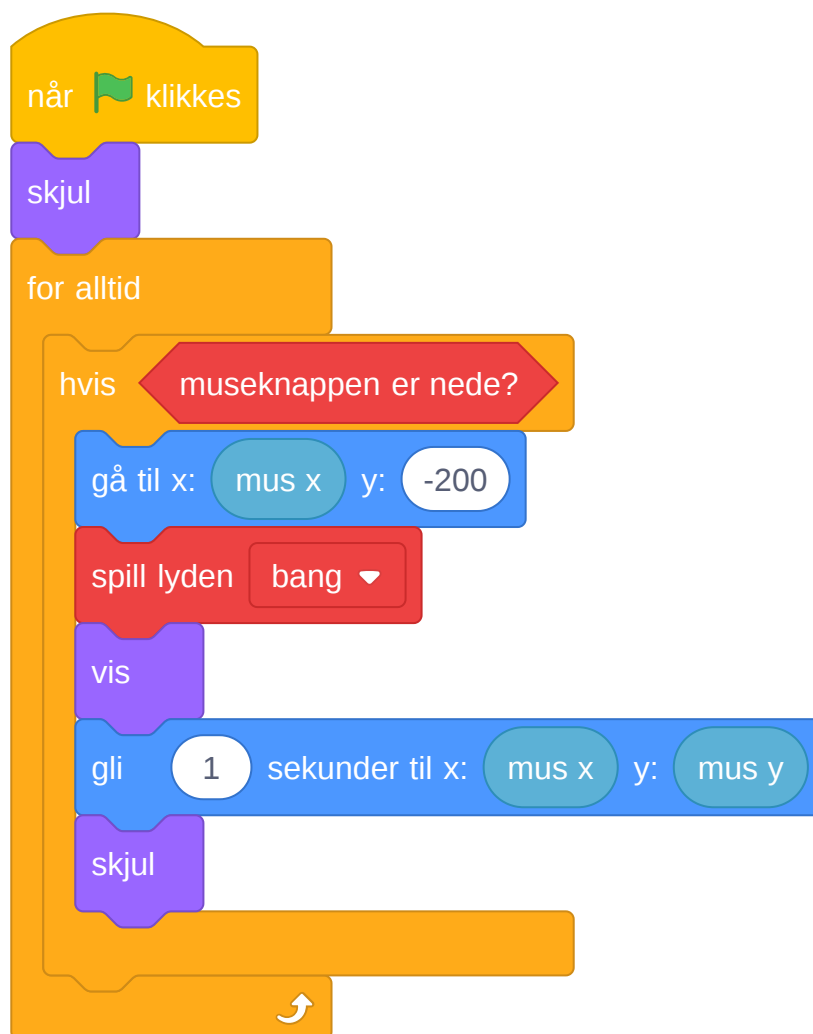 når klikkes
skjul
for alltid
hvis museknappen er nede?
gå til x: mus x y: -200
spill lyden bang
vis
gli 1 sekunder til x: mus x y: mus y
skjul